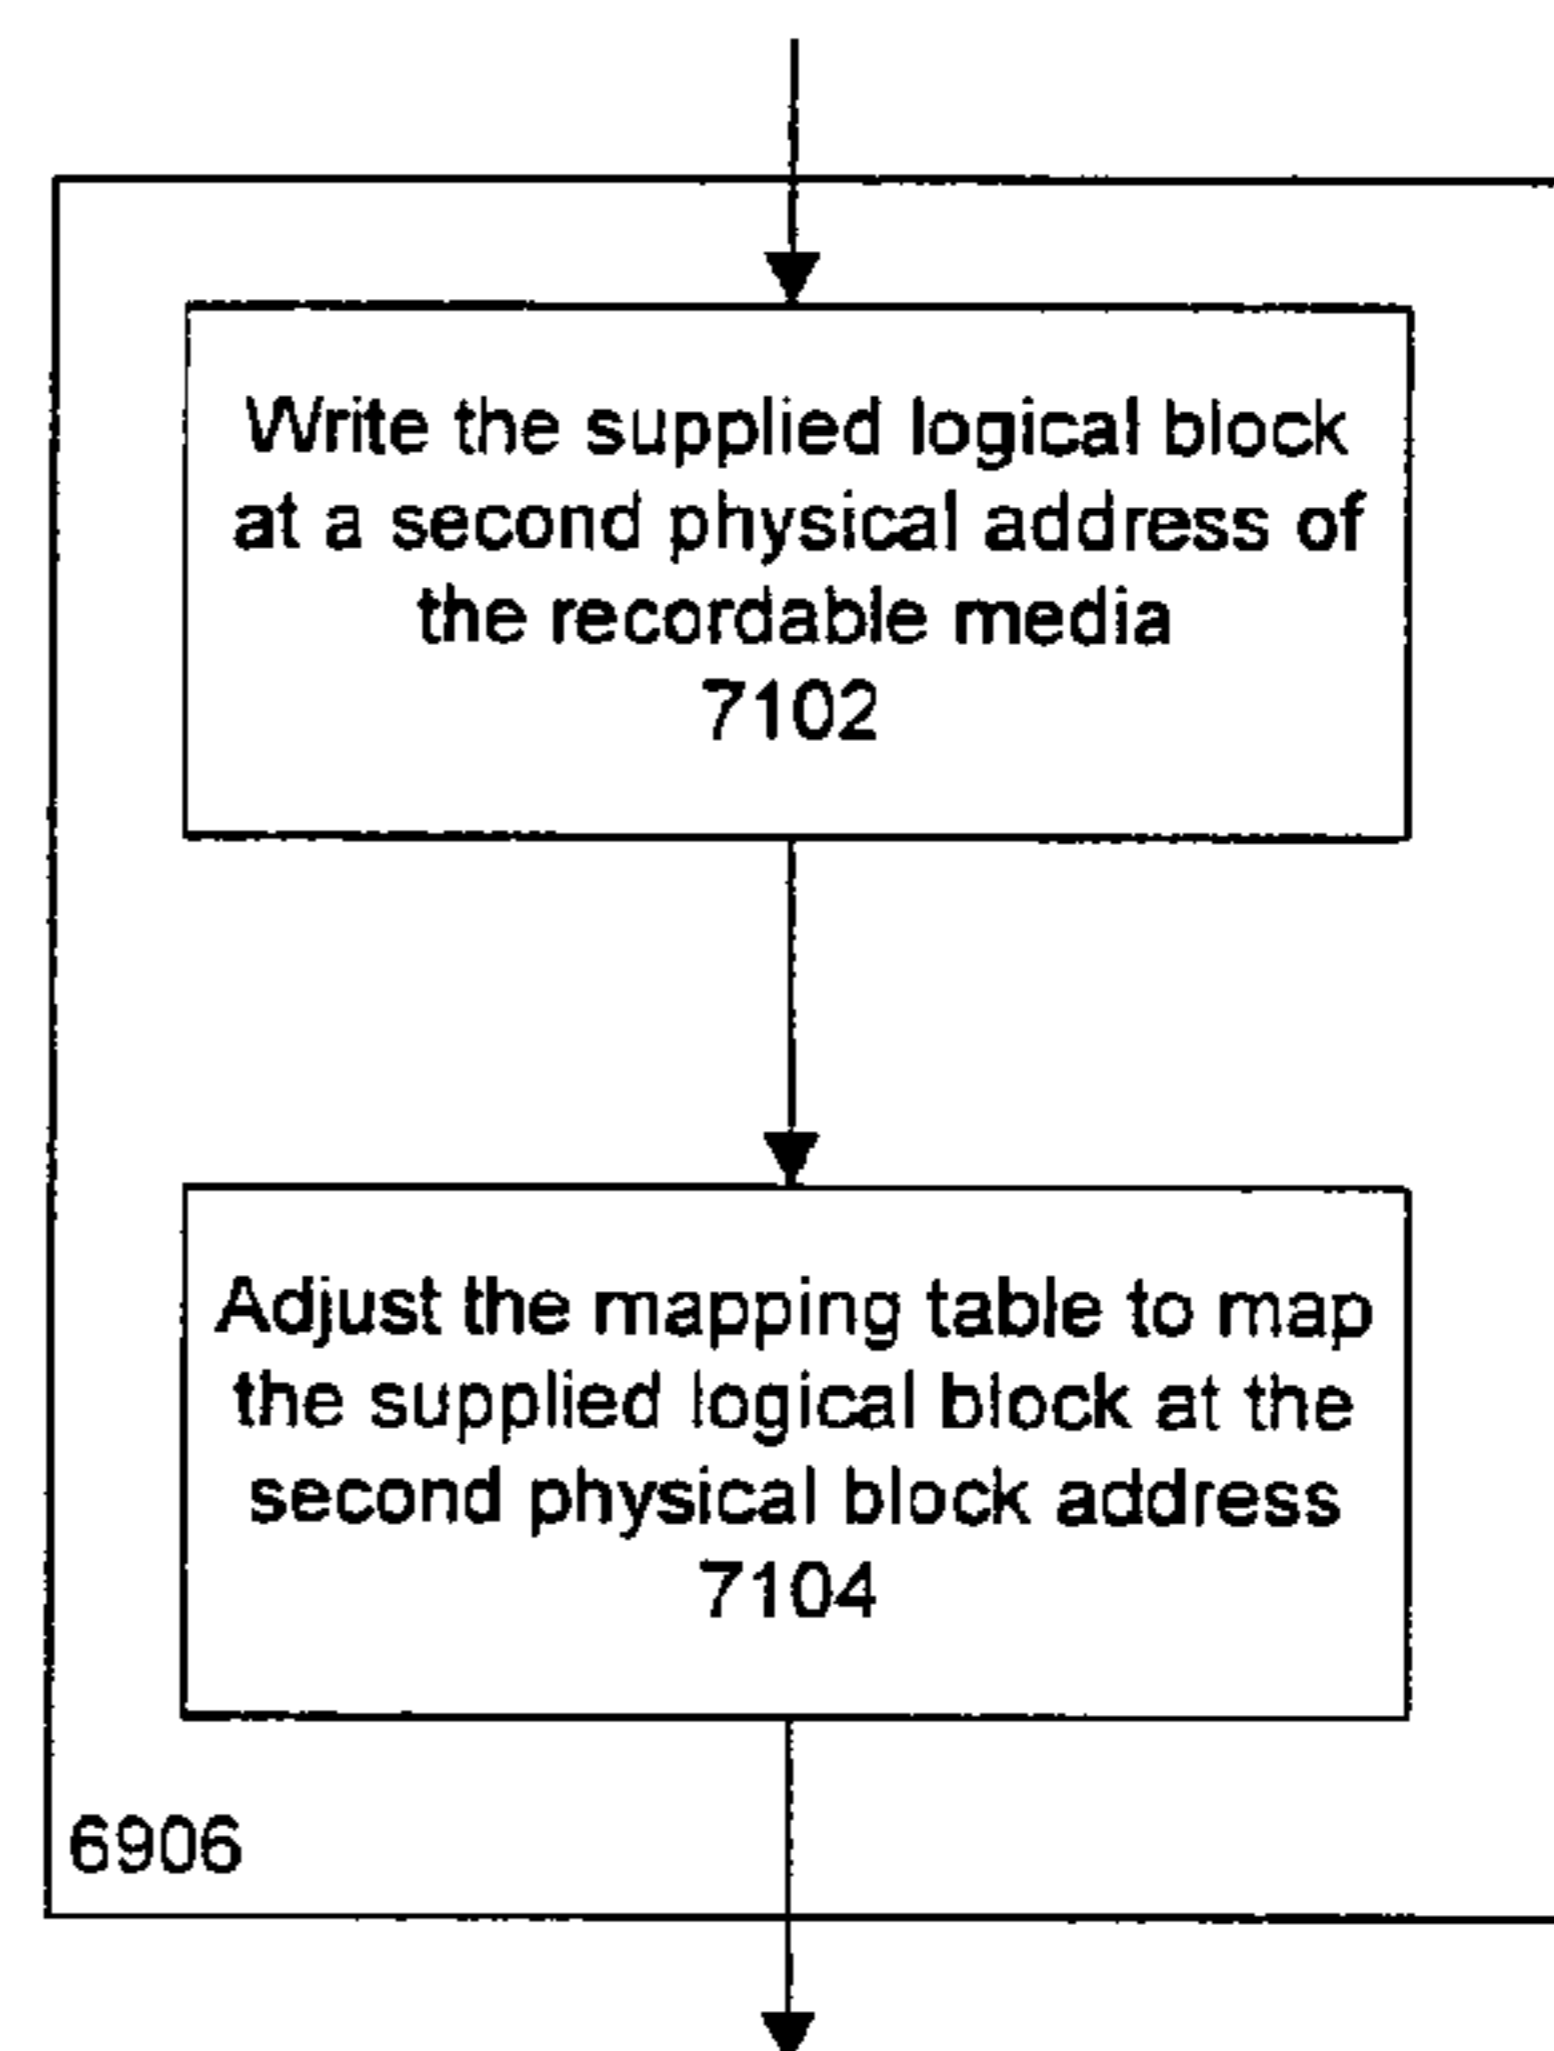 Write the supplied logical block
at a second physical address of
the recordable media
7102
Adjust the mapping table to map
the supplied logical block at the
second physical block address
7104
6906